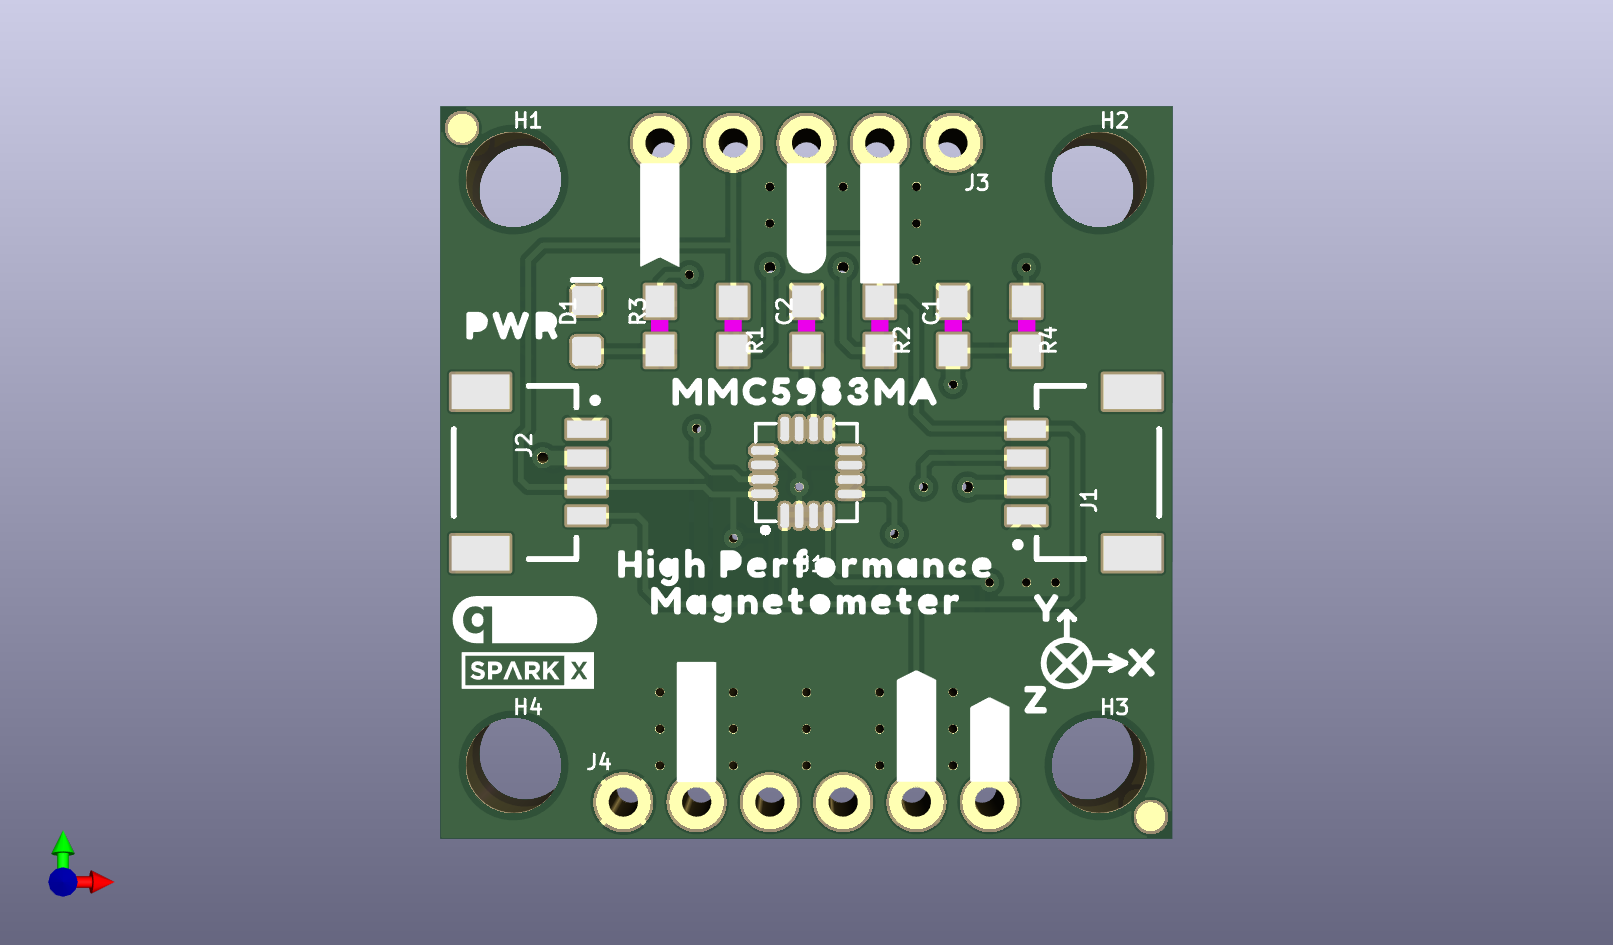 H1
H2
J3
D1
R3
C2
C1
PWR
R1
R2
R4
MMC5983MA
J2
J1
High Performance
Magnetometer
Y
q
X
SPARK X
Z
H4
H3
J4